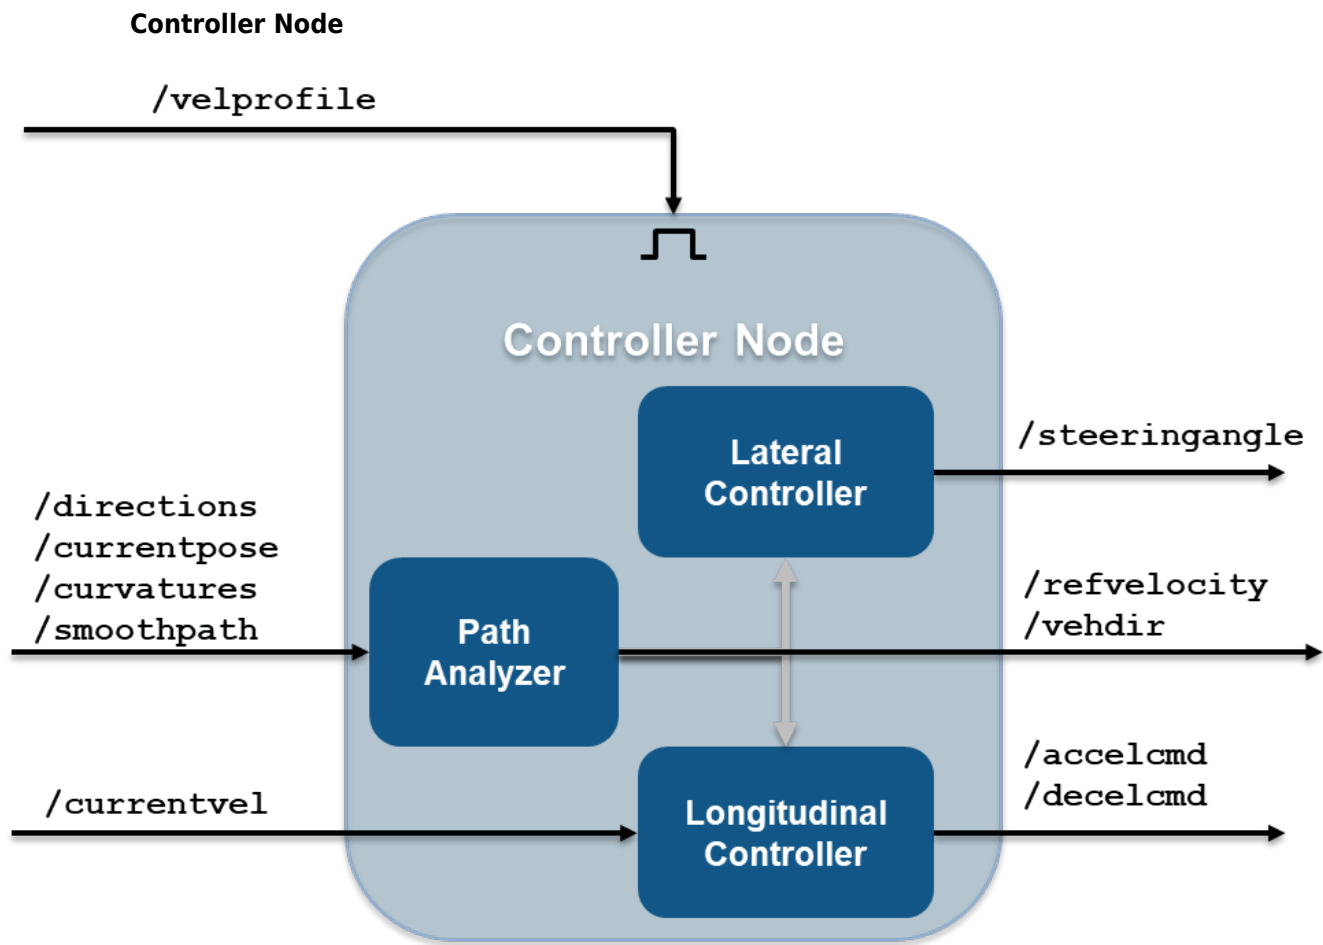 Controller Node
/velprofile
Controller Node
Lateral
Controller
/steeringangle
/directions
/currentpose
/curvatures
/smoothpath
Path
Analyzer
/refvelocity
/vehdir
/currentvel
Longitudinal
Controller
/accelcmd
/decelcmd